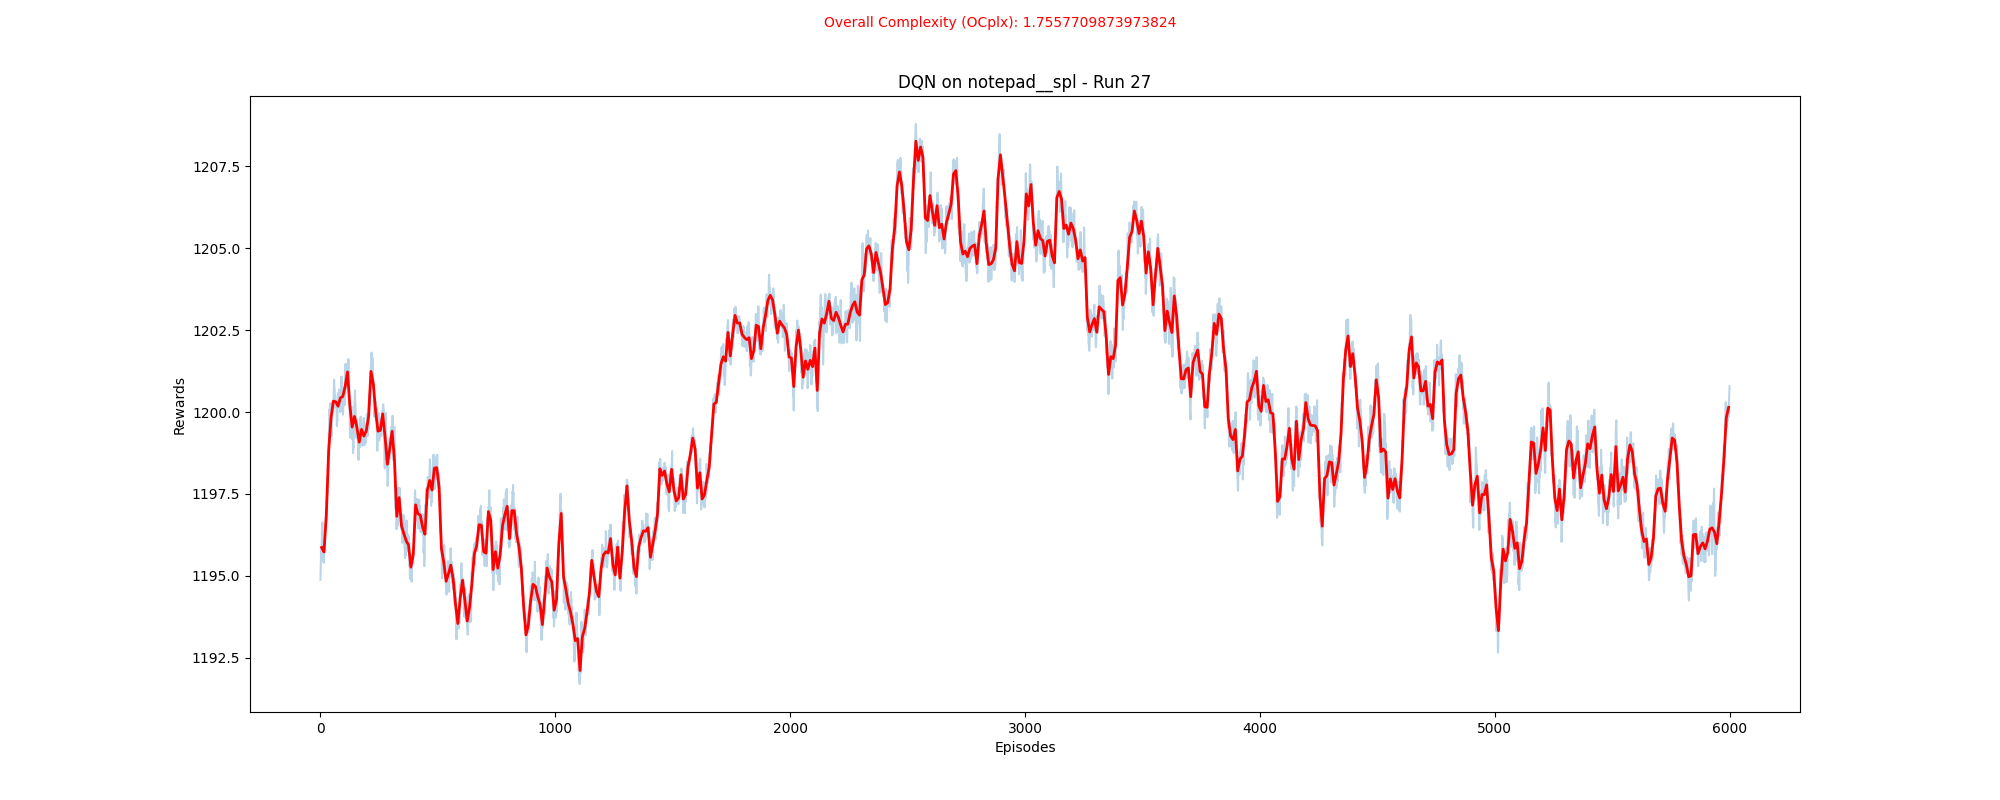 Overall Complexity (OCplx): 1.7557709873973824
DQN on notepad__spl - Run 27
Rewards
1207.5
1205.0
1202.5
1200.0
1197.5
1195.0
1192.5
0 1000 2000 3000 4000 5000 6000
Episodes